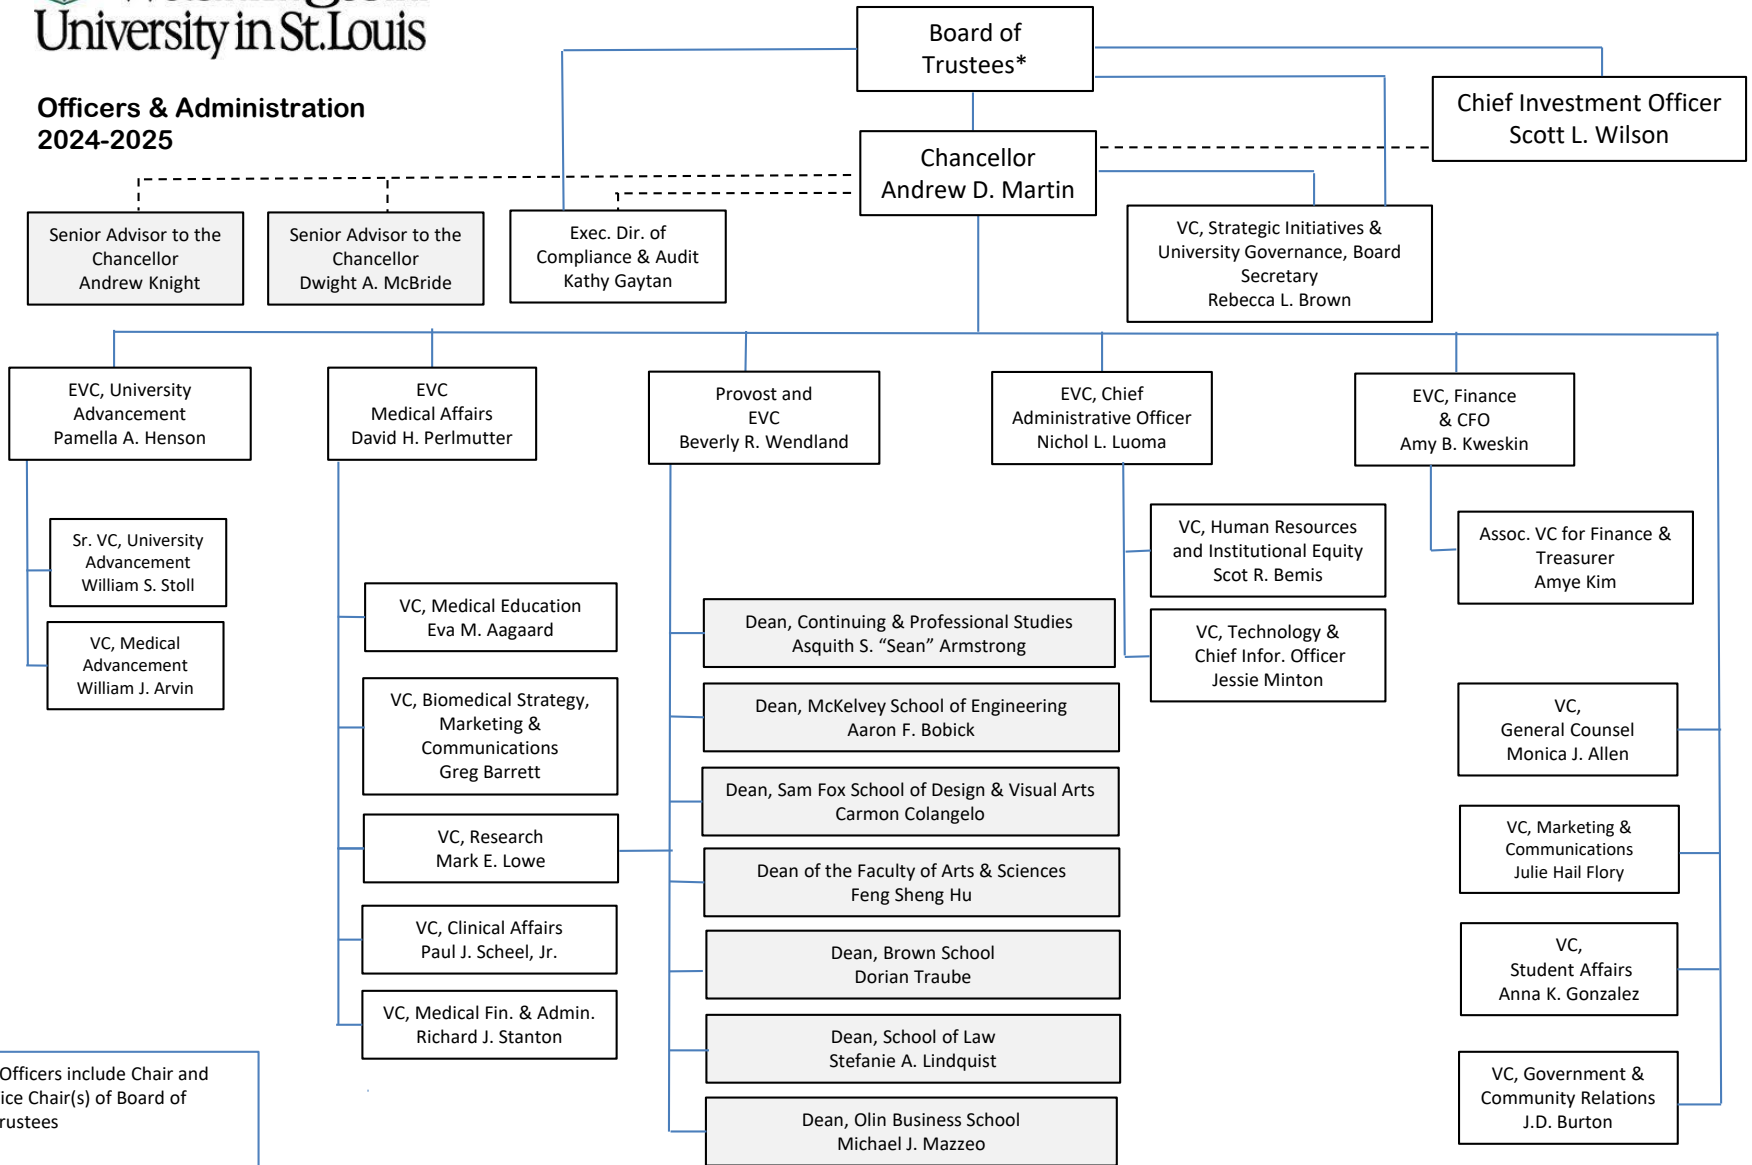 University in St.Louis
Officers & Administration
2024-2025
Board of
Trustees*
Chief Investment Officer
Scott L. Wilson
Chancellor
Andrew D. Martin
Senior Advisor to the
Chancellor
Andrew Knight
Senior Advisor to the
Chancellor
Dwight A. McBride
Exec. Dir. of
Compliance & Audit
Kathy Gaytan
VC, Strategic Initiatives &
University Governance, Board
Secretary
Rebecca L. Brown
EVC, University
Advancement
Pamella A. Henson
EVC
Medical Affairs
David H. Perlmutter
Provost and
EVC
Beverly R. Wendland
EVC, Chief
Administrative Officer
Nichol L. Luoma
EVC, Finance
& CFO
Amy B. Kweskin
Sr. VC, University
Advancement
William S. Stoll
VC, Medical
Advancement
William J. Arvin
VC, Medical Education
Eva M. Aagaard
VC, Biomedical Strategy,
Marketing &
Communications
Greg Barrett
VC, Research
Mark E. Lowe
VC, Clinical Affairs
Paul J. Scheel, Jr.
VC, Medical Fin. & Admin.
Richard J. Stanton
Dean, Continuing & Professional Studies
Asquith S. “Sean” Armstrong
Dean, McKelvey School of Engineering
Aaron F. Bobick
Dean, Sam Fox School of Design & Visual Arts
Carmon Colangelo
Dean of the Faculty of Arts & Sciences
Feng Sheng Hu
Dean, Brown School
Dorian Traube
Dean, School of Law
Stefanie A. Lindquist
Dean, Olin Business School
Michael J. Mazzeo
VC, Human Resources
and Institutional Equity
Scot R. Bemis
VC, Technology &
Chief Infor. Officer
Jessie Minton
Assoc. VC for Finance &
Treasurer
Amye Kim
VC,
General Counsel
Monica J. Allen
VC, Marketing &
Communications
Julie Hail Flory
VC,
Student Affairs
Anna K. Gonzalez
VC, Government &
Community Relations
J.D. Burton
Officers include Chair and
ice Chair(s) of Board of
rustees